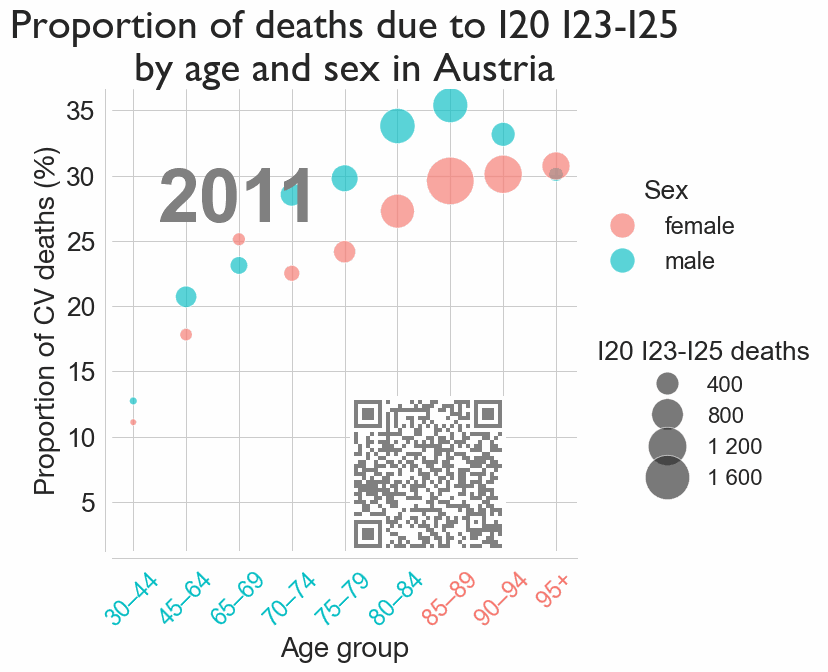 Proportion of deaths due to I20 I23-I25
by age and sex in Austria
Proportion of CV deaths (%)
35
30
25
20
15
10
5
2011
30–44
45–64
65–69
70–74
75–79
80–84
85–89
90–94
95+
Age group
Sex
female
male
I20 I23-I25 deaths
400
800
1 200
1 600